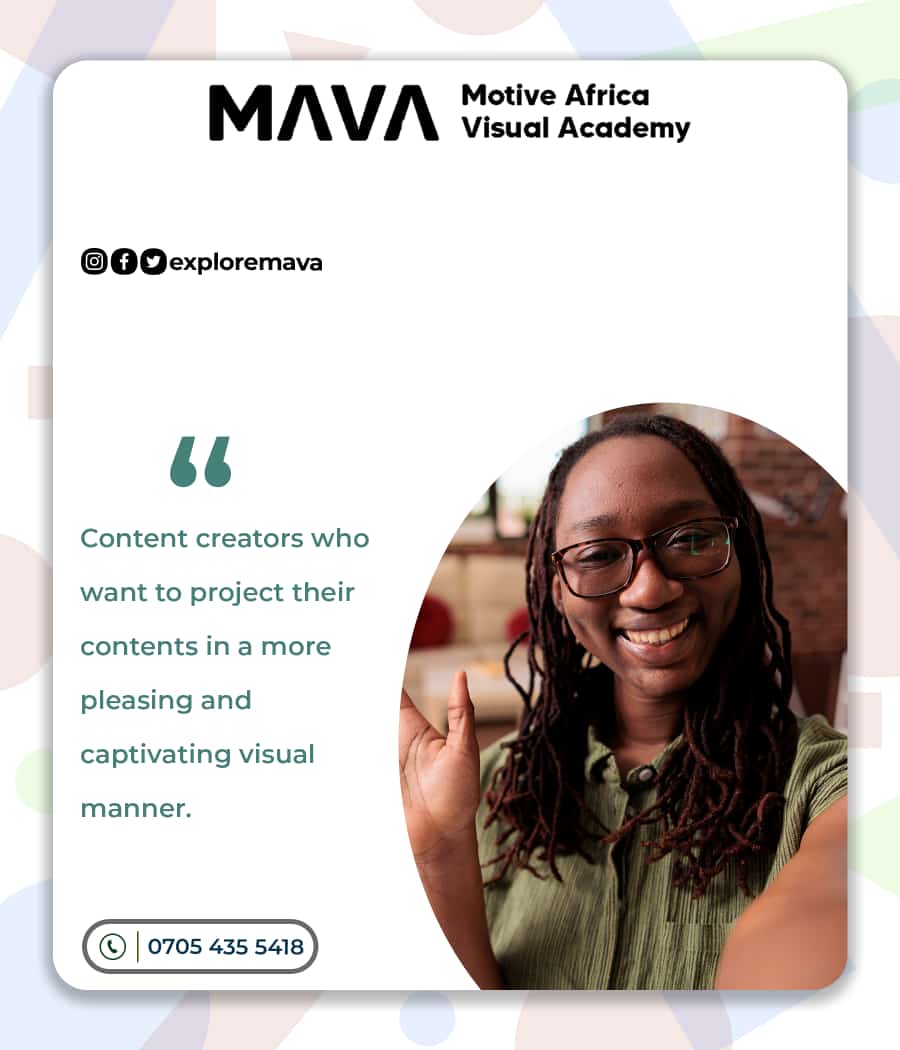 MAVA
Motive Africa
Visual Academy
exploremava
“
Content creators who
want to project their
contents in a more
pleasing and
captivating visual
manner.
0705 435 5418